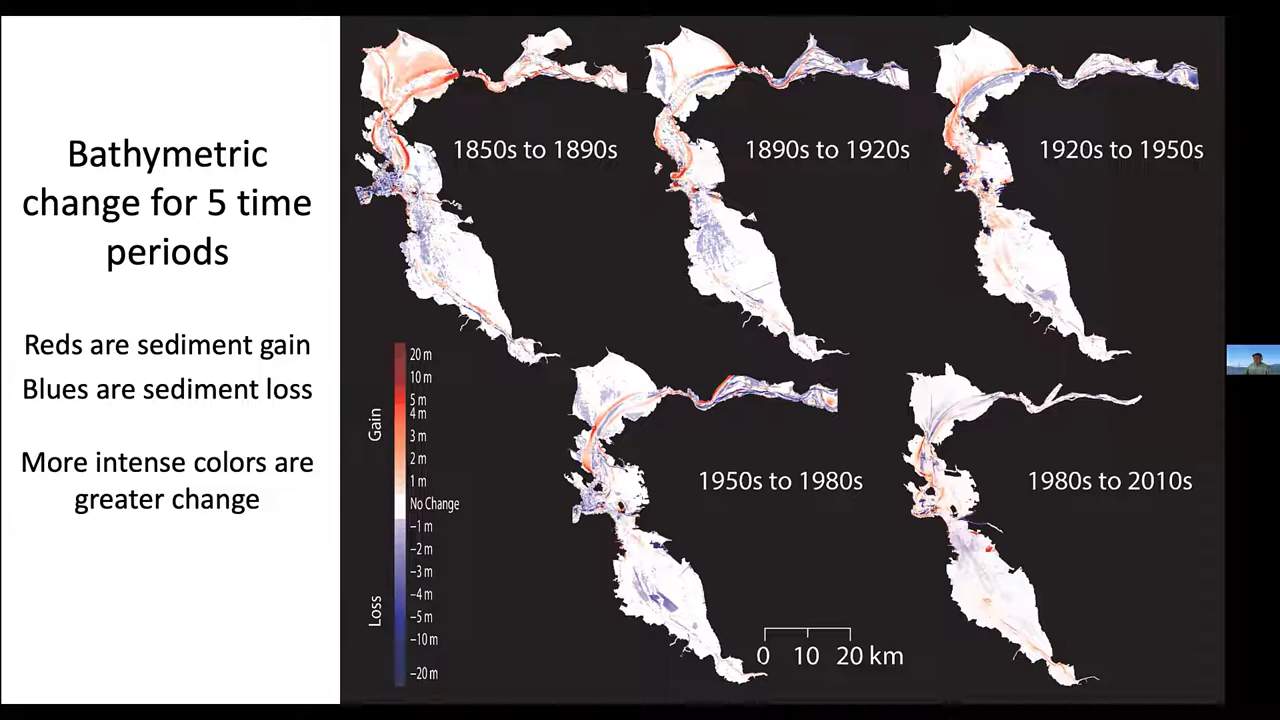 Bathymetric
change for 5 time
periods
Reds are sediment gain
Blues are sediment loss
More intense colors are
greater change
1850s to 1890s
1890s to 1920s
1920s to 1950s
1950s to 1980s
1980s to 2010s
Gain
Loss
20 m
10 m
5 m
4 m
3 m
2 m
1 m
No Change
−1 m
−2 m
−3 m
−4 m
−5 m
−10 m
−20 m
0 10 20 km